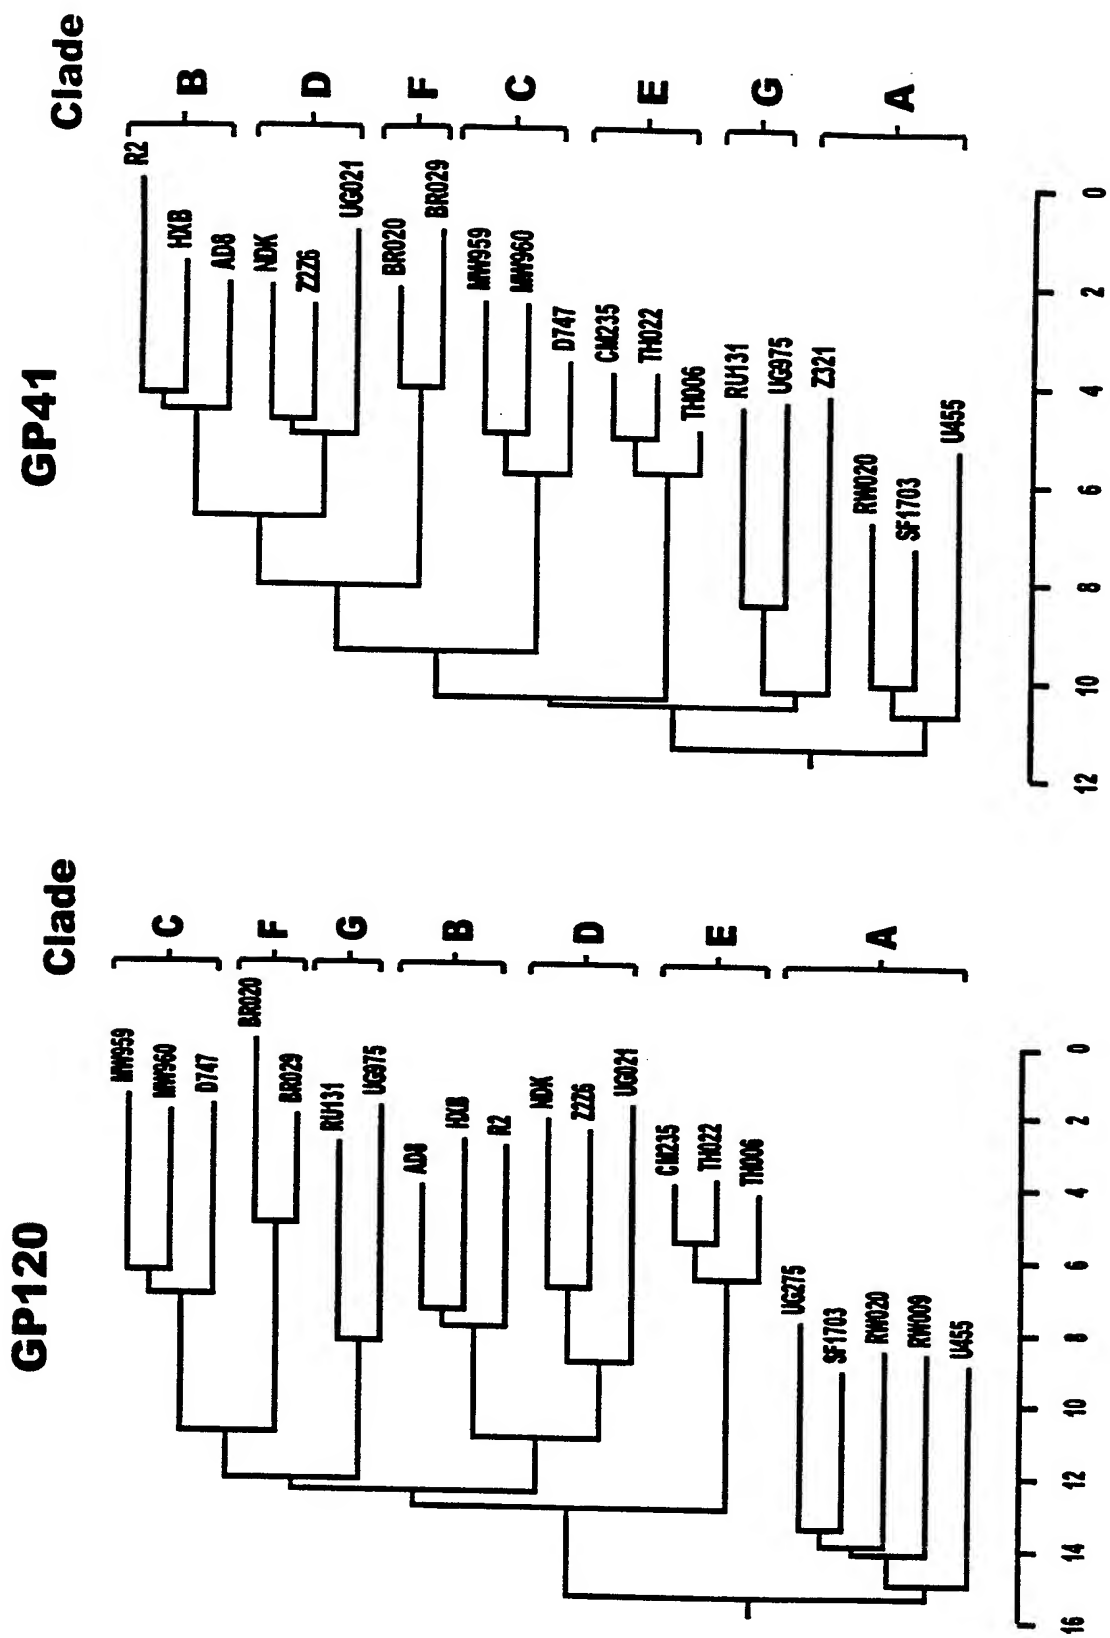 GP120
Clade
MW959
MW960
D747
C
BR020
BR029
F
RU131
UG975
G
AD8
HXB
R2
B
NDK
Z2Z6
UG021
D
CM235
TH022
TH006
E
UG275
SF1703
RW020
RW009
U455
A
16 14 12 10 8 6 4 2 0
GP41
Clade
R2
HXB
AD8
B
NDK
Z2Z6
UG021
D
BR020
BR029
F
MW959
MW960
D747
C
CM235
TH022
TH006
E
RU131
UG975
Z321
G
RW020
SF1703
U455
A
12 10 8 6 4 2 0